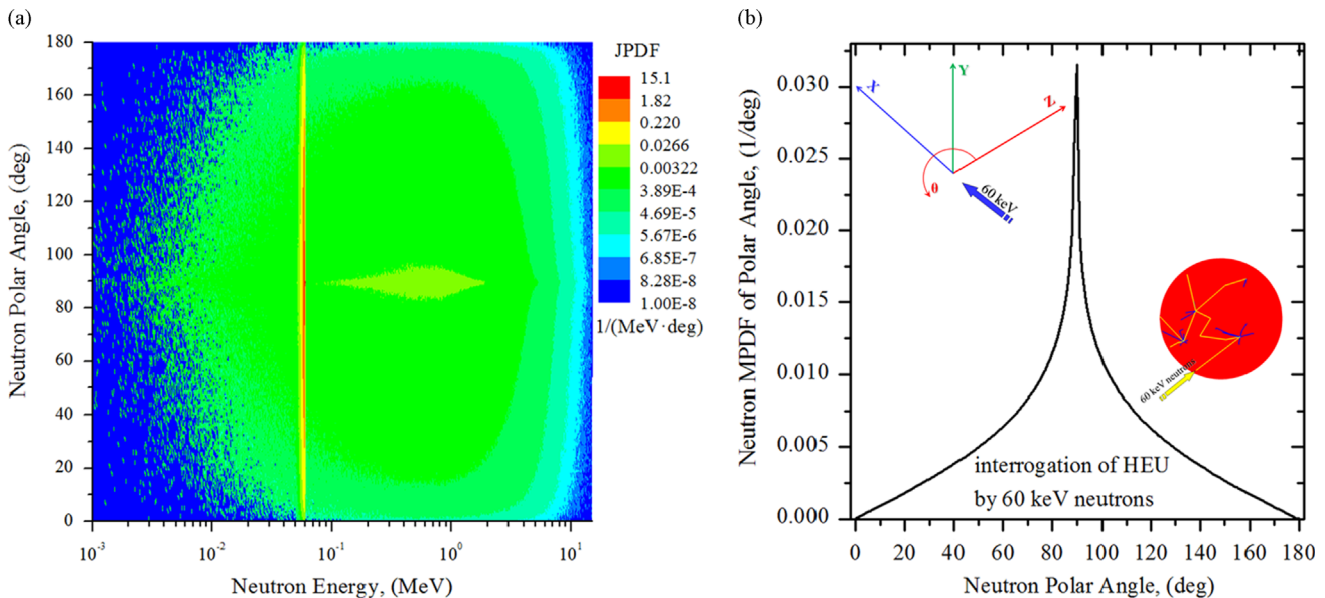 (a)
180
160
140
120
100
80
60
40
20
0
Neutron Polar Angle, (deg)
10-3
10-2
10-1
100
101
Neutron Energy, (MeV)
JPDF
15.1
1.82
0.220
0.0266
0.00322
3.89E-4
4.69E-5
5.67E-6
6.85E-7
8.28E-8
1.00E-8
1/(MeV·deg)
(b)
0.030
0.025
0.020
0.015
0.010
0.005
0.000
Neutron MPDF of Polar Angle, (1/deg)
X
Y
Z
θ
60 keV
60 keV neutrons
interrogation of HEU
by 60 keV neutrons
0
20
40
60
80
100
120
140
160
180
Neutron Polar Angle, (deg)